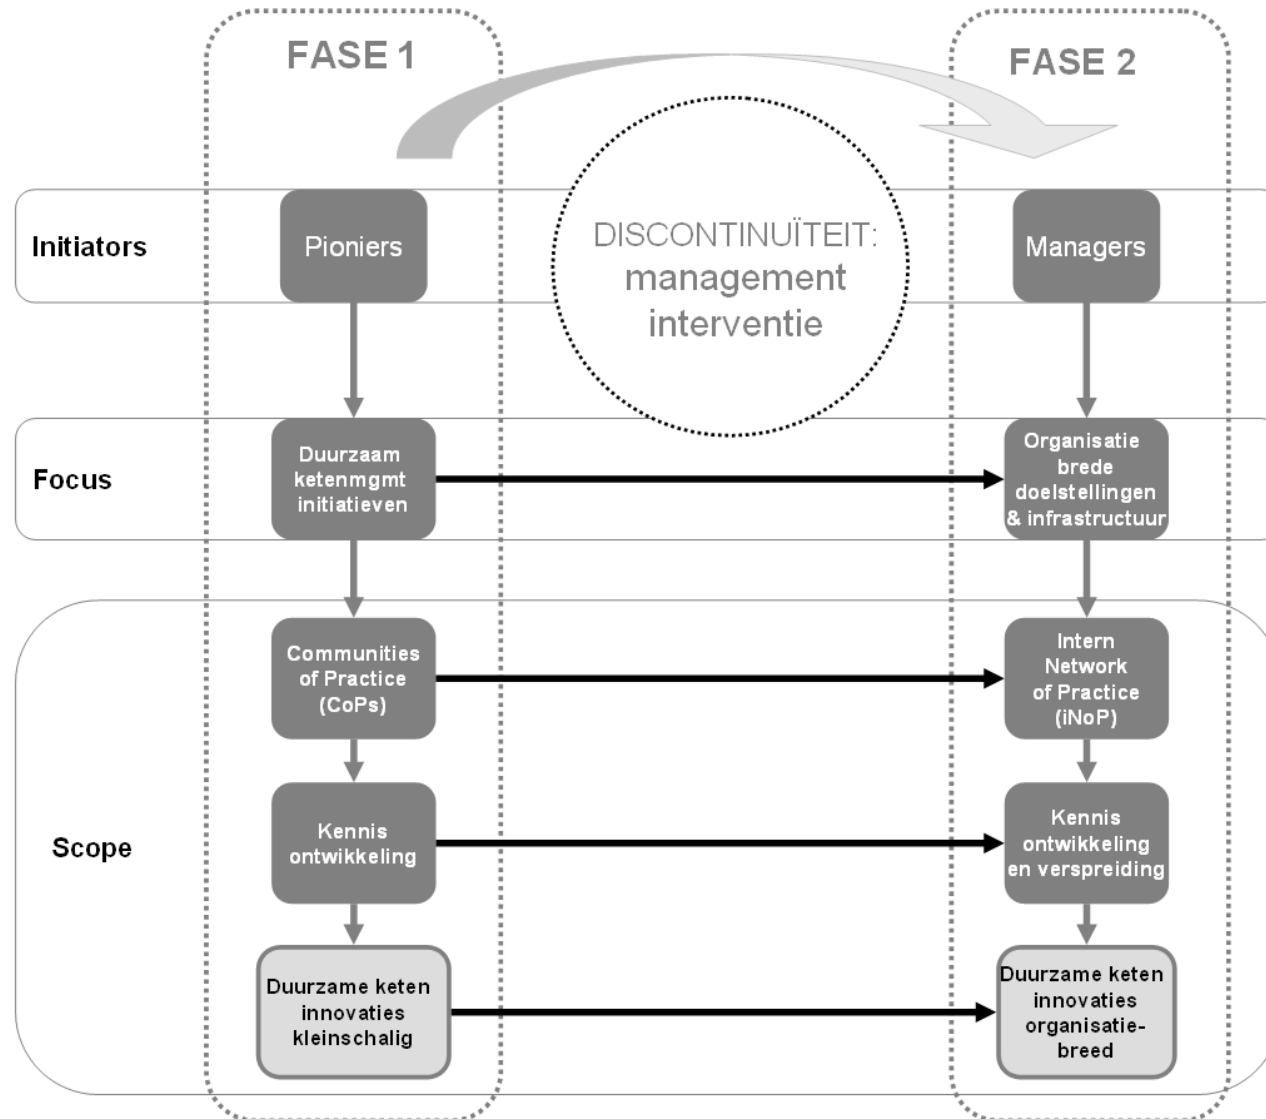 FASE 1
FASE 2
Initiators
Pioniers
DISCONTINUÏTEIT:
management
interventie
Managers
Focus
Duurzaam
ketenmgmt
initiatieven
Organisatie
brede
doelstellingen
& infrastructuur
Scope
Communities
of Practice
(CoPs)
Intern
Network
of Practice
(iNoP)
Kennis
ontwikkeling
Kennis
ontwikkeling
en verspreiding
Duurzame keten
innovaties
kleinschalig
Duurzame keten
innovaties
organisatie-
breed